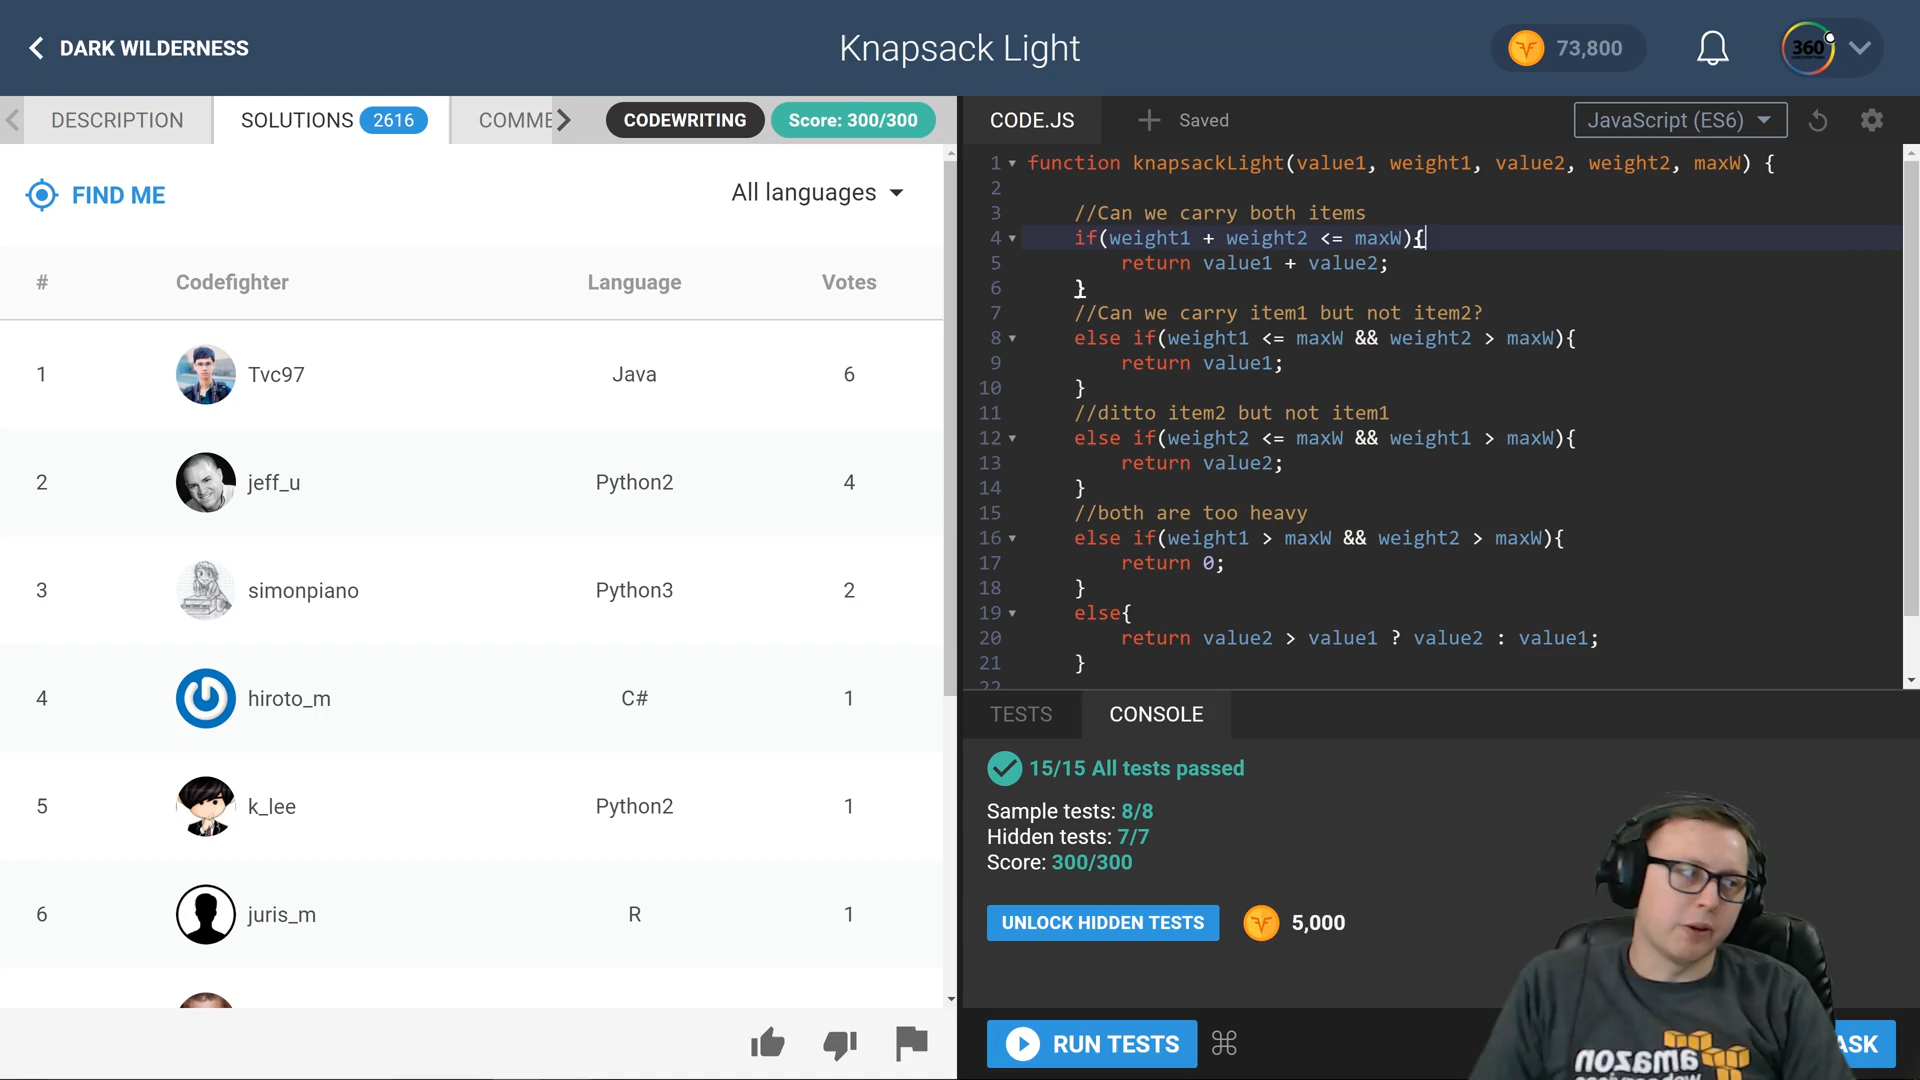 DARK WILDERNESS
Knapsack Light
73,800
360
DESCRIPTION
SOLUTIONS 2616
COMME
CODEWRITING
Score: 300/300
CODE.JS
Saved
JavaScript (ES6)
FIND ME
All languages
# Codefighter Language Votes
1 Tvc97 Java 6
2 jeff_u Python2 4
3 simonpiano Python3 2
4 hiroto_m C# 1
5 k_lee Python2 1
6 juris_m R 1
1 function knapsackLight(value1, weight1, value2, weight2, maxW) {
2
3 //Can we carry both items
4 if(weight1 + weight2 <= maxW){
5 return value1 + value2;
6 }
7 //Can we carry item1 but not item2?
8 else if(weight1 <= maxW && weight2 > maxW){
9 return value1;
10 }
11 //ditto item2 but not item1
12 else if(weight2 <= maxW && weight1 > maxW){
13 return value2;
14 }
15 //both are too heavy
16 else if(weight1 > maxW && weight2 > maxW){
17 return 0;
18 }
19 else{
20 return value2 > value1 ? value2 : value1;
21 }
22
TESTS
CONSOLE
15/15 All tests passed
Sample tests: 8/8
Hidden tests: 7/7
Score: 300/300
UNLOCK HIDDEN TESTS
5,000
RUN TESTS
ASK
amazon